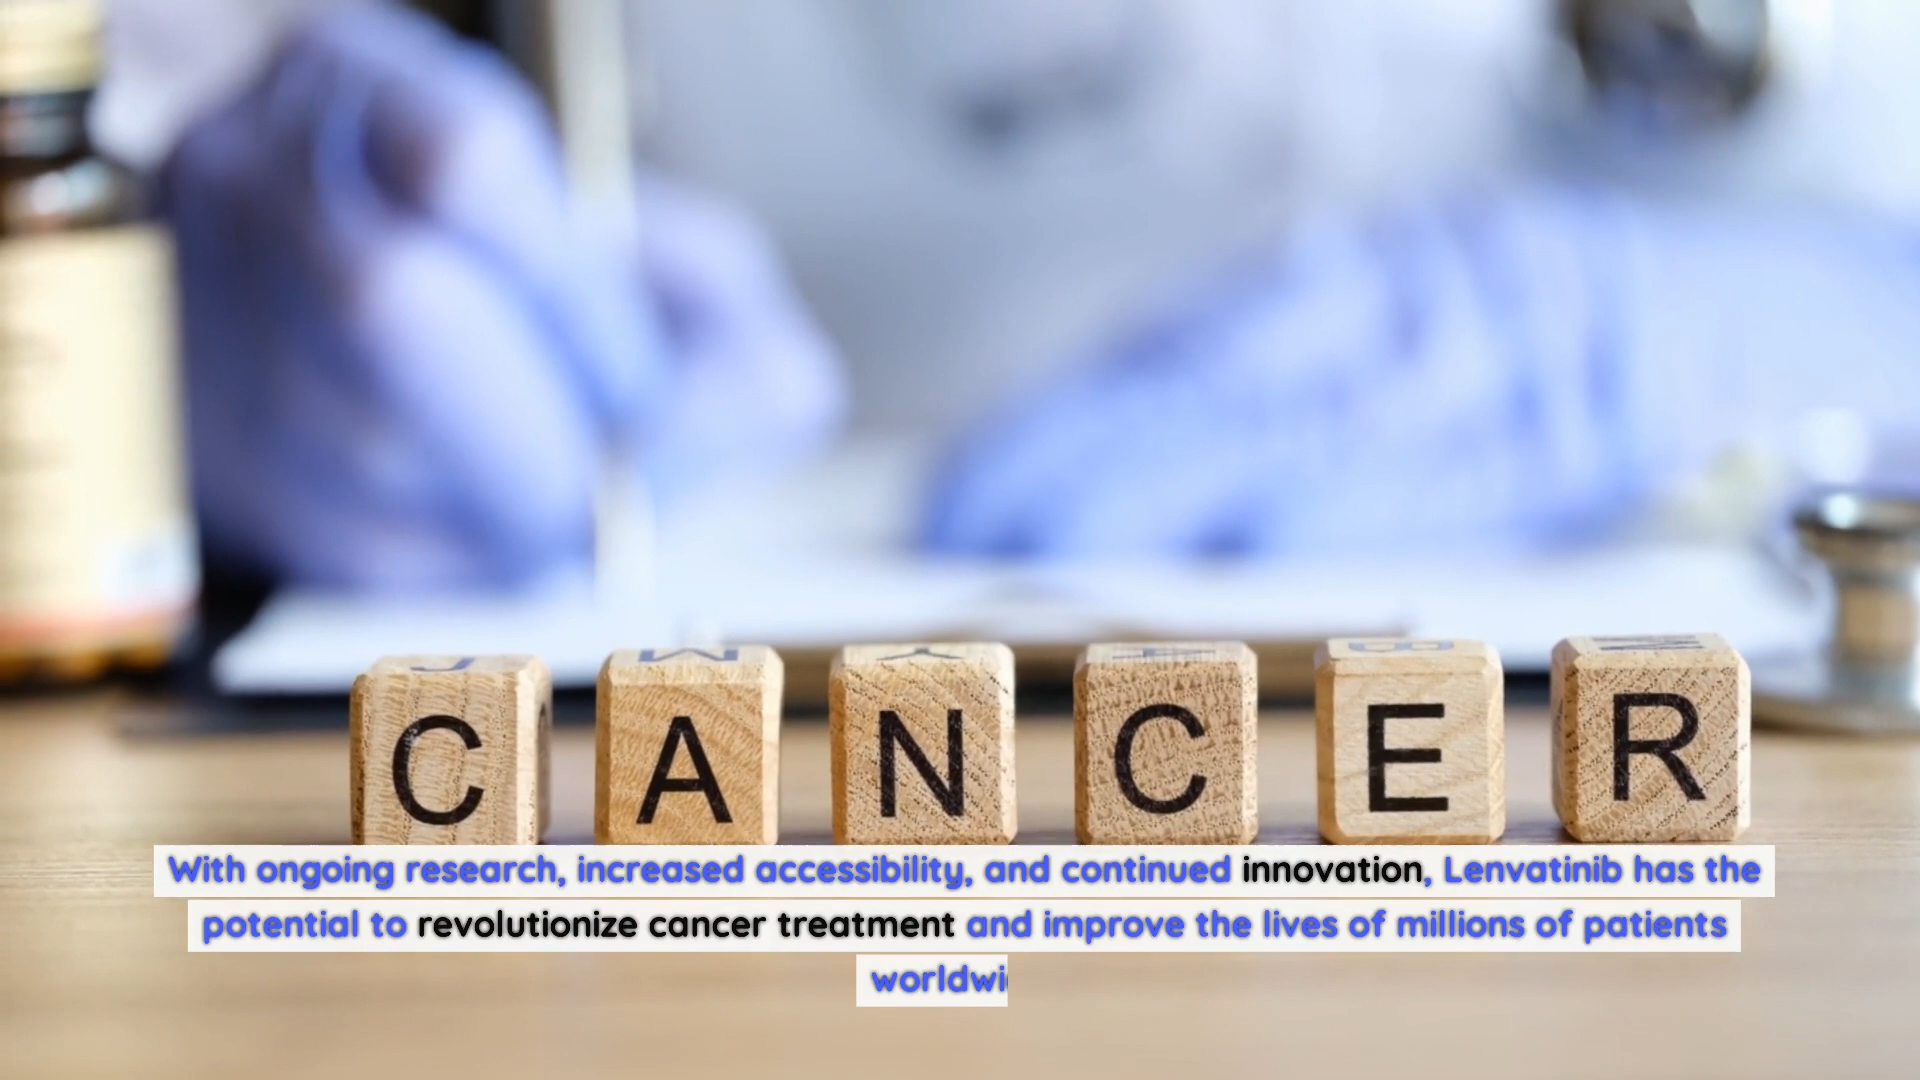 C A N C E R
With ongoing research, increased accessibility, and continued innovation, Lenvatinib has the
potential to revolutionize cancer treatment and improve the lives of millions of patients
worldwi